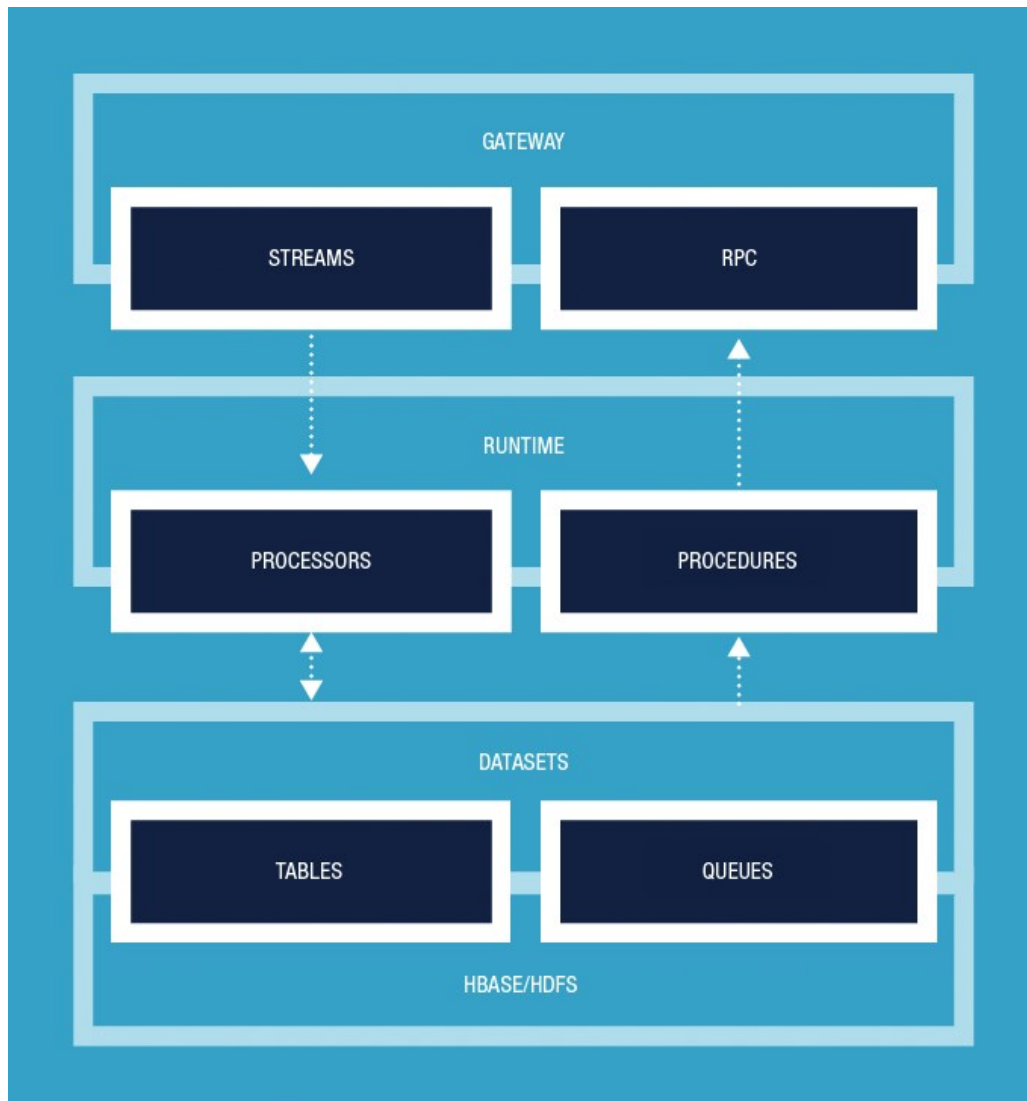 GATEWAY
STREAMS
RPC
RUNTIME
PROCESSORS
PROCEDURES
DATASETS
TABLES
QUEUES
HBASE/HDFS